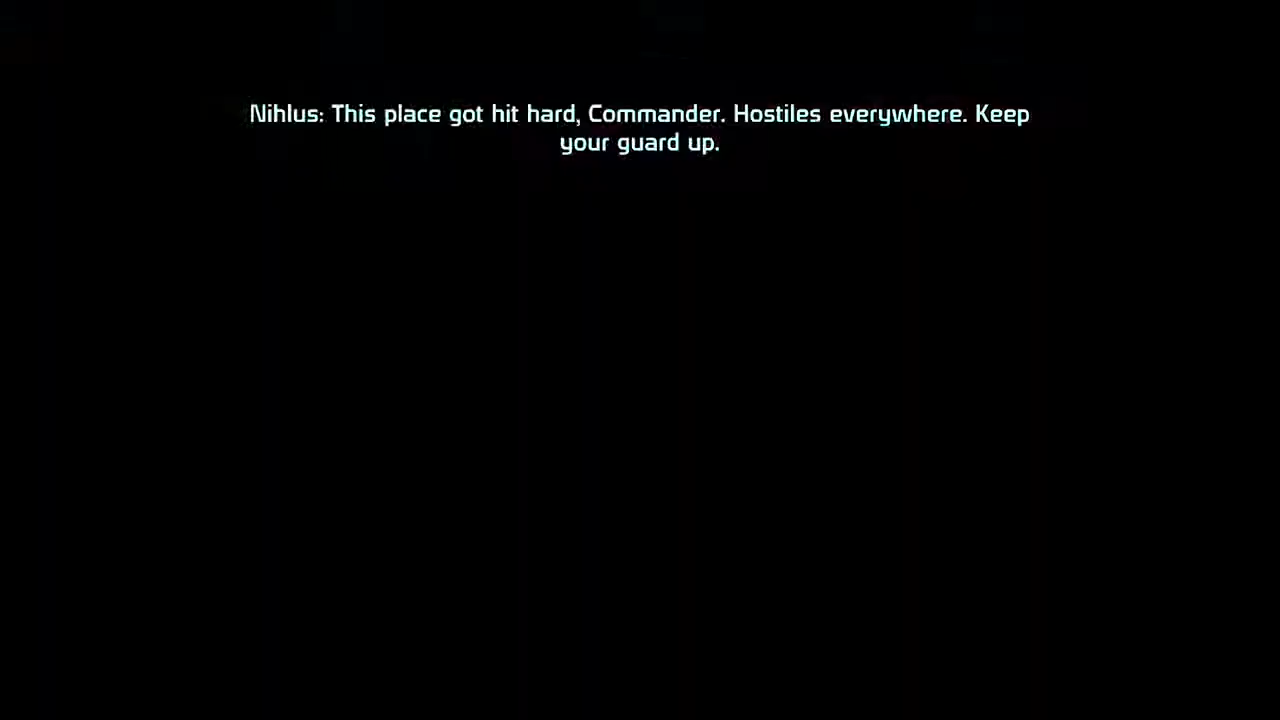 Nihlus: This place got hit hard, Commander. Hostiles everywhere. Keep
your guard up.